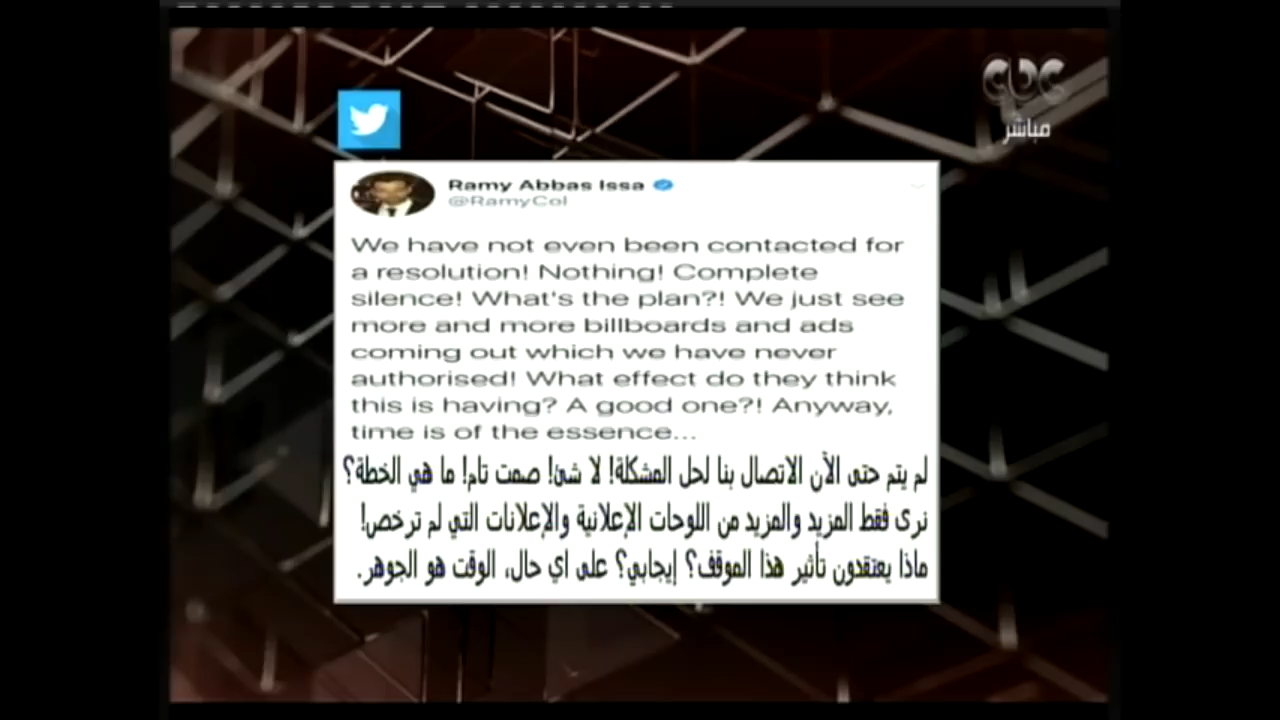 cbc
مباشر
Ramy Abbas Issa
@RamyCol
We have not even been contacted for
a resolution! Nothing! Complete
silence! What's the plan?! We just see
more and more billboards and ads
coming out which we have never
authorised! What effect do they think
this is having? A good one?! Anyway,
time is of the essence...
لم يتم حتى الآن الاتصال بنا لحل المشكلة! لا شئ! صمت تام! ما هي الخطة؟
نرى فقط المزيد والمزيد من اللوحات الإعلانية والإعلانات التي لم ترخص!
ماذا يعتقدون تأثير هذا الموقف؟ إيجابي؟ على اي حال، الوقت هو الجوهر.